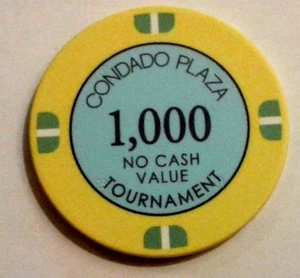 CONDADO PLAZA
1,000
NO CASH
VALUE
TOURNAMENT